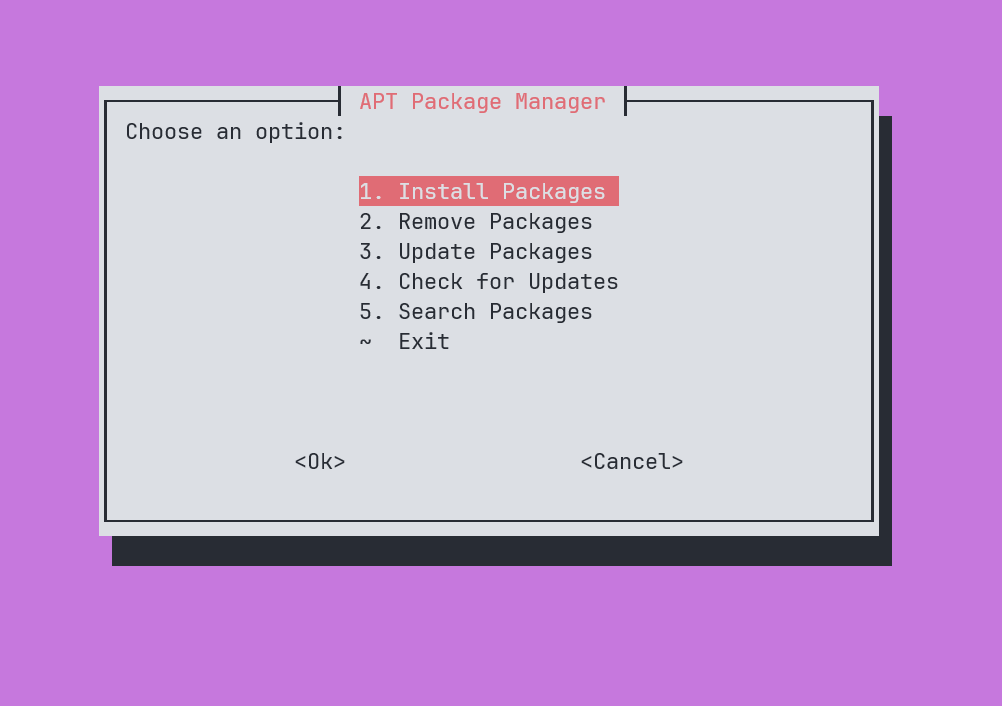 APT Package Manager
Choose an option:
1. Install Packages
2. Remove Packages
3. Update Packages
4. Check for Updates
5. Search Packages
~  Exit
<Ok> <Cancel>